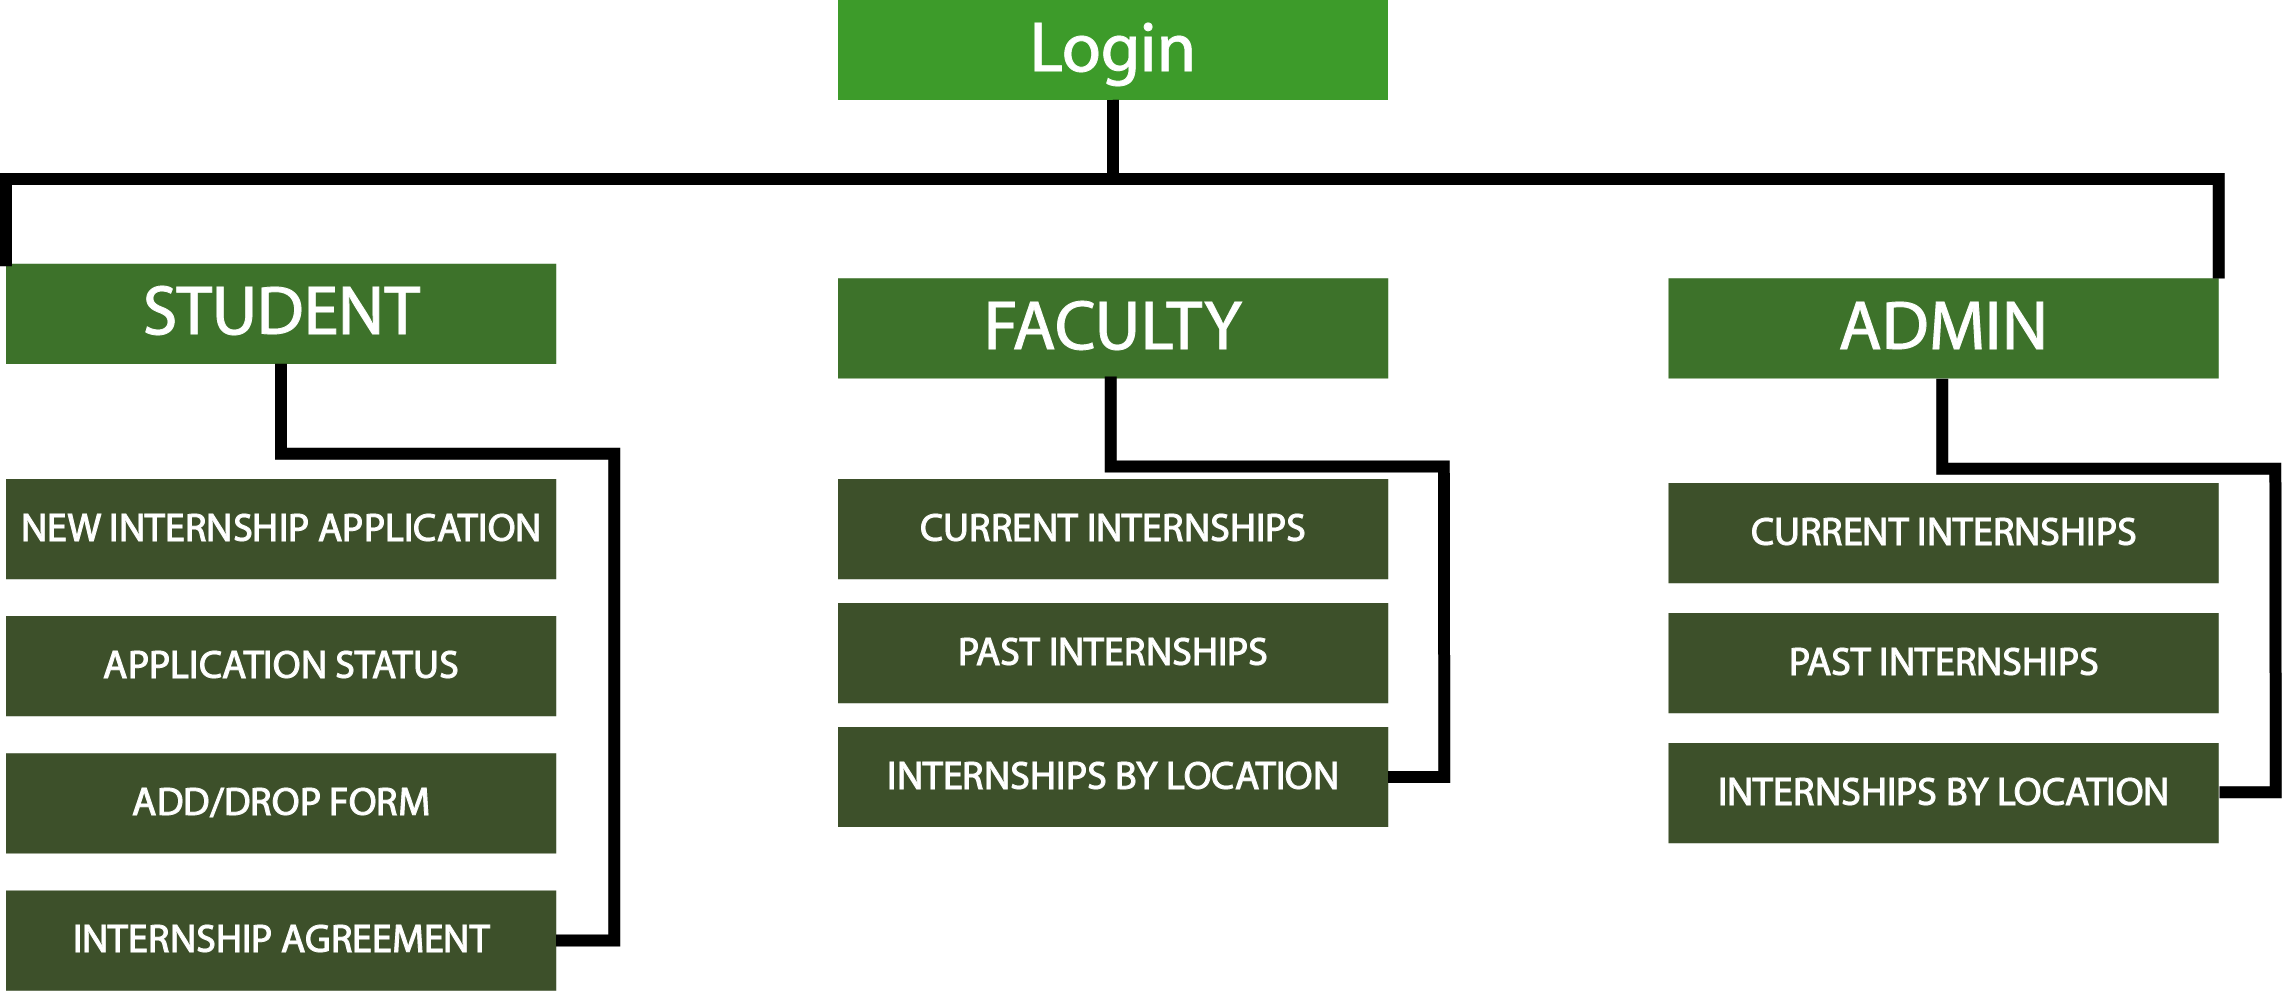 Login
STUDENT
NEW INTERNSHIP APPLICATION
APPLICATION STATUS
ADD/DROP FORM
INTERNSHIP AGREEMENT
FACULTY
CURRENT INTERNSHIPS
PAST INTERNSHIPS
INTERNSHIPS BY LOCATION
ADMIN
CURRENT INTERNSHIPS
PAST INTERNSHIPS
INTERNSHIPS BY LOCATION